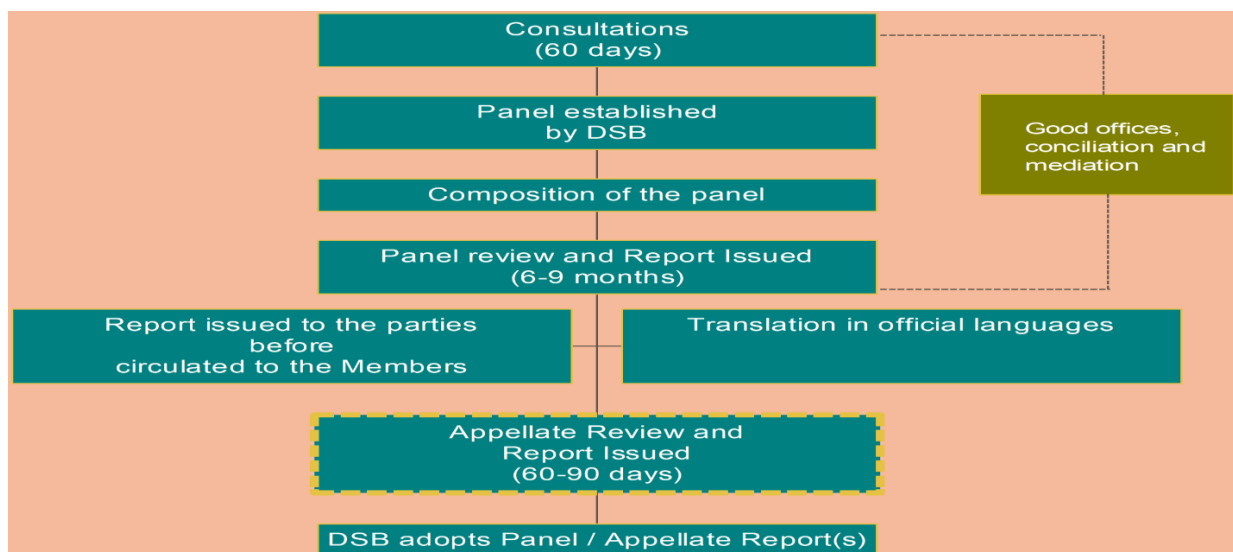 Consultations
(60 days)
Panel established
by DSB
Good offices,
conciliation and
mediation
Composition of the panel
Panel review and Report Issued
(6-9 months)
Report issued to the parties
before
circulated to the Members
Translation in official languages
Appellate Review and
Report Issued
(60-90 days)
DSB adopts Panel / Appellate Report(s)